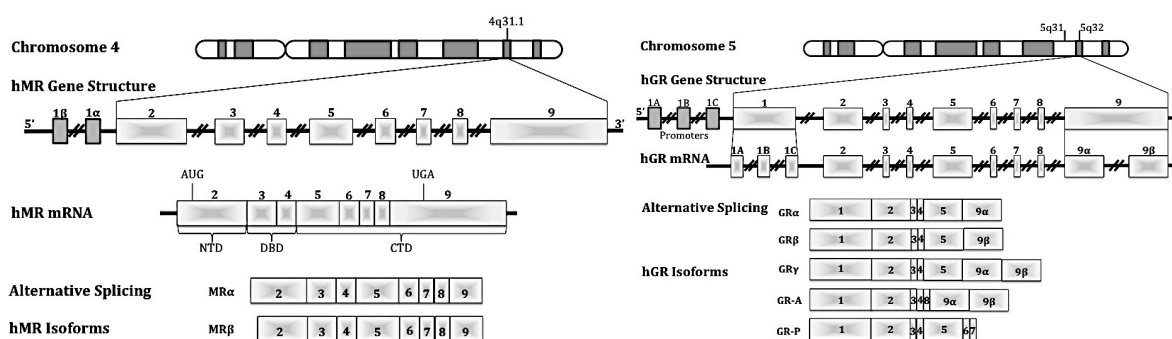 4q31.1
Chromosome 4
hMR Gene Structure
1β 1α 2 3 4 5 6 7 8 9
5′ 3′
AUG UGA
2 3 4 5 6 7 8 9
hMR mRNA
NTD DBD CTD
Alternative Splicing MRα 2 3 4 5 6 7 8 9
hMR Isoforms MRβ 2 3 4 5 6 7 8 9
5q31 5q32
Chromosome 5
hGR Gene Structure
5′ 1A 1B 1C 1 2 3 4 5 6 7 8 9 3′
Promoters
hGR mRNA 1A 1B 1C 2 3 4 5 6 7 8 9α 9β
Alternative Splicing
GRα 1 2 3 4 5 9α
GRβ 1 2 3 4 5 9β
hGR Isoforms
GRγ 1 2 3 4 5 9α 9β
GR-A 1 2 3 4 8 9α 9β
GR-P 1 2 3 4 5 6 7